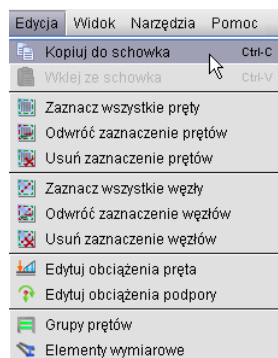 Edycja Widok Narzędzia Pomoc
Kopiuj do schowka Ctrl-C
Wklej ze schowka Ctrl-V
Zaznacz wszystkie pręty
Odwróć zaznaczenie prętów
Usuń zaznaczenie prętów
Zaznacz wszystkie węzły
Odwróć zaznaczenie węzłów
Usuń zaznaczenie węzłów
Edytuj obciążenia pręta
Edytuj obciążenia podpory
Grupy prętów
Elementy wymiarowe